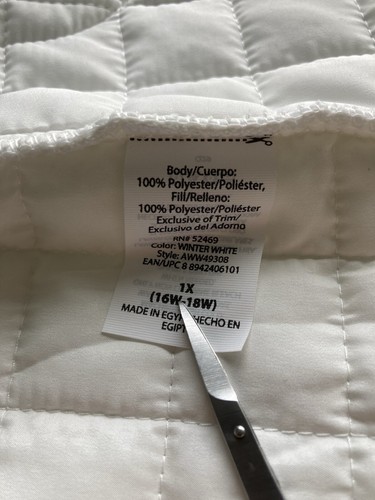 Body/Cuerpo:
100% Polyester/Poliéster,
Fill/Relleno:
100% Polyester/Poliéster
Exclusive of Trim/
Exclusivo del Adorno
RN# 52469
Color: WINTER WHITE
Style: AWW49308
EAN/UPC 8 8942406101
1X
(16W-18W)
MADE IN HECHO EN